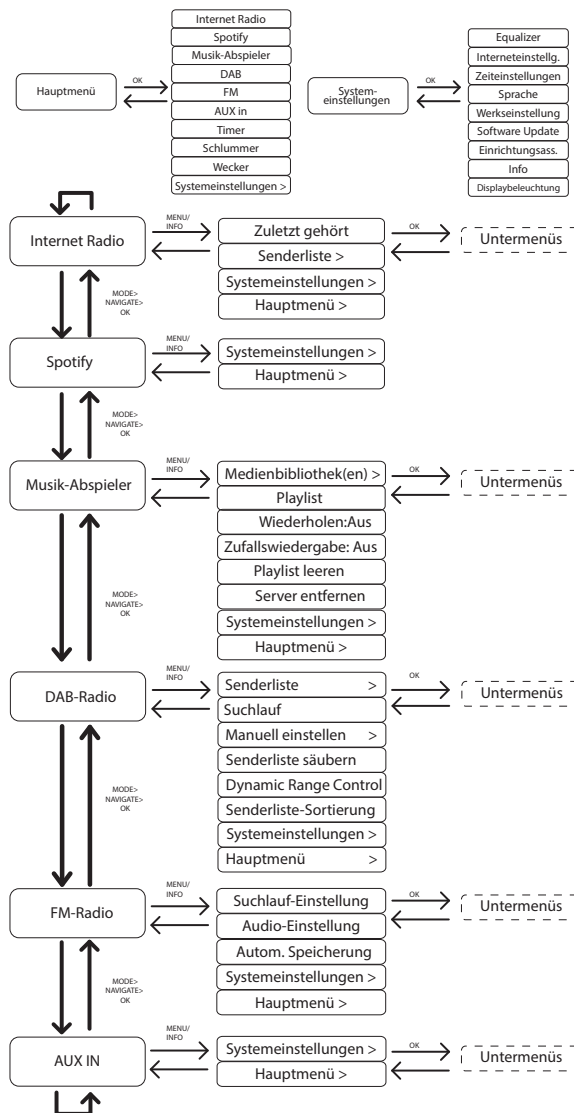 Hauptmenü
OK
Internet Radio
Spotify
Musik-Abspieler
DAB
FM
AUX in
Timer
Schlummer
Wecker
Systemeinstellungen >
System-
einstellungen
OK
Equalizer
Interneteinstellg.
Zeiteinstellungen
Sprache
Werkseinstellung
Software Update
Einrichtungsass.
Info
Displaybeleuchtung
Internet Radio
MENU/
INFO
Zuletzt gehört
Senderliste >
Systemeinstellungen >
Hauptmenü >
OK
Untermenüs
MODE>
NAVIGATE>
OK
Spotify
MENU/
INFO
Systemeinstellungen >
Hauptmenü >
MODE>
NAVIGATE>
OK
Musik-Abspieler
MENU/
INFO
Medienbibliothek(en) >
Playlist
Wiederholen:Aus
Zufallswiedergabe: Aus
Playlist leeren
Server entfernen
Systemeinstellungen >
Hauptmenü >
OK
Untermenüs
MODE>
NAVIGATE>
OK
DAB-Radio
MENU/
INFO
Senderliste >
Suchlauf
Manuell einstellen >
Senderliste säubern
Dynamic Range Control
Senderliste-Sortierung
Systemeinstellungen >
Hauptmenü >
OK
Untermenüs
MODE>
NAVIGATE>
OK
FM-Radio
MENU/
INFO
Suchlauf-Einstellung
Audio-Einstellung
Autom. Speicherung
Systemeinstellungen >
Hauptmenü >
OK
Untermenüs
MODE>
NAVIGATE>
OK
AUX IN
MENU/
INFO
Systemeinstellungen >
Hauptmenü >
OK
Untermenüs